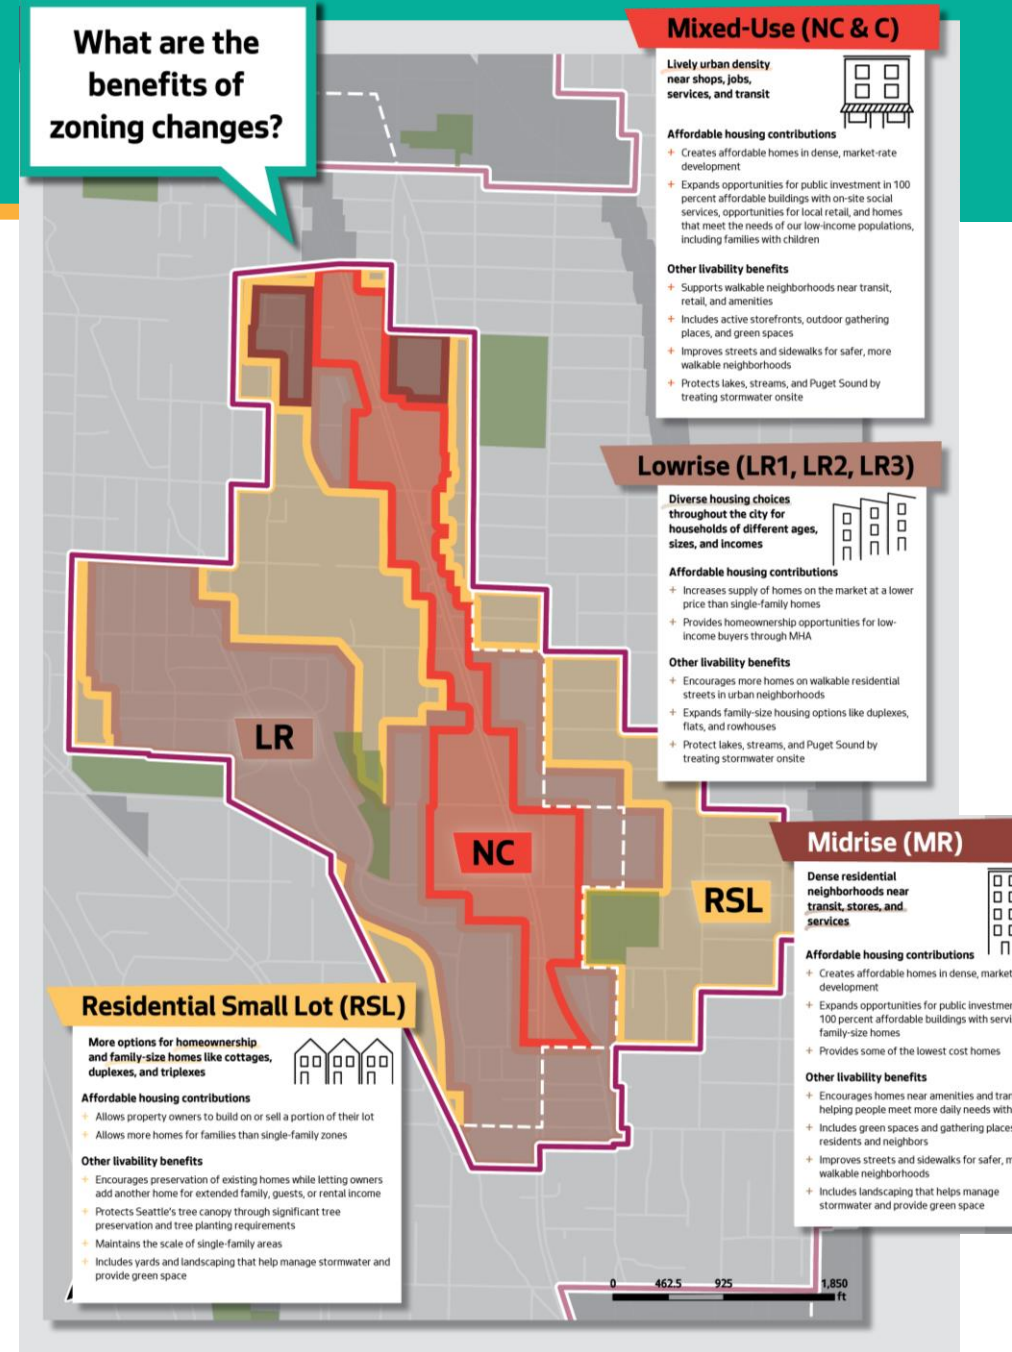 What are the
benefits of
zoning changes?
Mixed-Use (NC & C)
Lively urban density
near shops, jobs,
services, and transit
Affordable housing contributions
+ Creates affordable homes in dense, market-rate
development
+ Expands opportunities for public investment in 100
percent affordable buildings with on-site social
services, opportunities for local retail, and homes
that meet the needs of our low-income populations,
including families with children
Other livability benefits
+ Supports walkable neighborhoods near transit,
retail, and amenities
+ Includes active storefronts, outdoor gathering
places, and green spaces
+ Improves streets and sidewalks for safer, more
walkable neighborhoods
+ Protects lakes, streams, and Puget Sound by
treating stormwater onsite
Lowrise (LR1, LR2, LR3)
Diverse housing choices
throughout the city for
households of different ages,
sizes, and incomes
Affordable housing contributions
+ Increases supply of homes on the market at a lower
price than single-family homes
+ Provides homeownership opportunities for low-
income buyers through MHA
Other livability benefits
+ Encourages more homes on walkable residential
streets in urban neighborhoods
+ Expands family-size housing options like duplexes,
flats, and rowhouses
+ Protect lakes, streams, and Puget Sound by
treating stormwater onsite
LR
NC
RSL
Midrise (MR)
Dense residential
neighborhoods near
transit, stores, and
services
Affordable housing contributions
+ Creates affordable homes in dense, market
development
+ Expands opportunities for public
100 percent affordable buildings with
family-size homes
+ Provides some of the lowest cost homes
Other livability benefits
+ Encourages homes near amenities and
helping people meet more daily needs
+ Includes green spaces and gathering
residents and neighbors
+ Improves streets and sidewalks for safer,
walkable neighborhoods
+ Includes landscaping that helps manage
stormwater and provide green space
Residential Small Lot (RSL)
More options for homeownership
and family-size homes like cottages,
duplexes, and triplexes
Affordable housing contributions
+ Allows property owners to build on or sell a portion of their lot
+ Allows more homes for families than single-family zones
Other livability benefits
+ Encourages preservation of existing homes while letting owners
add another home for extended family, guests, or rental income
+ Protects Seattle's tree canopy through significant tree
preservation and tree planting requirements
+ Maintains the scale of single-family areas
+ Includes yards and landscaping that help manage stormwater and
provide green space
0 462.5 925 1,850
ft